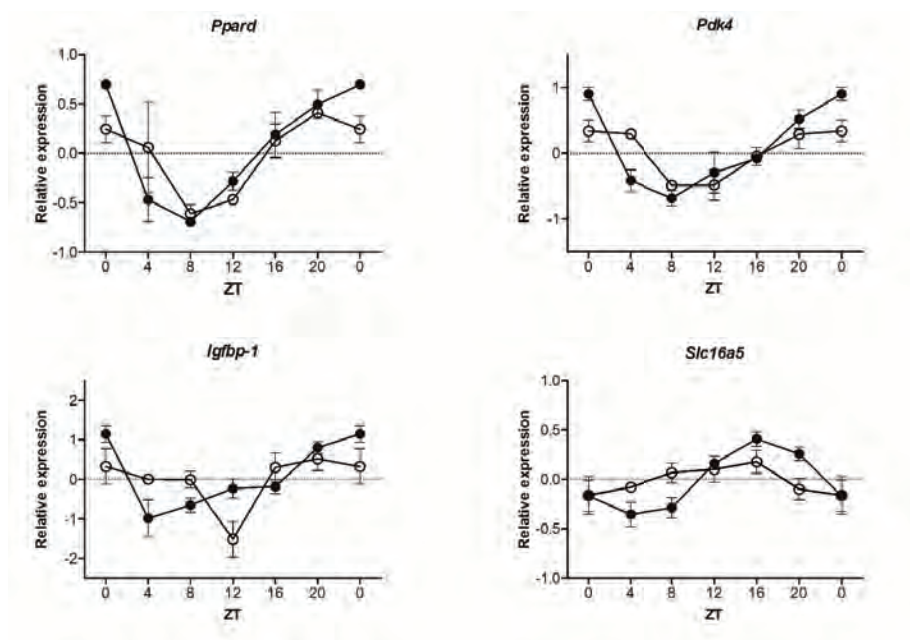 Ppard
1.0
0.5
0.0
-0.5
-1.0
Relative expression
0 4 8 12 16 20 0
ZT
Pdk4
1
0
-1
Relative expression
0 4 8 12 16 20 0
ZT
Igfbp-1
2
1
0
-1
-2
Relative expression
0 4 8 12 16 20 0
ZT
Slc16a5
1.0
0.5
0.0
-0.5
-1.0
Relative expression
0 4 8 12 16 20 0
ZT